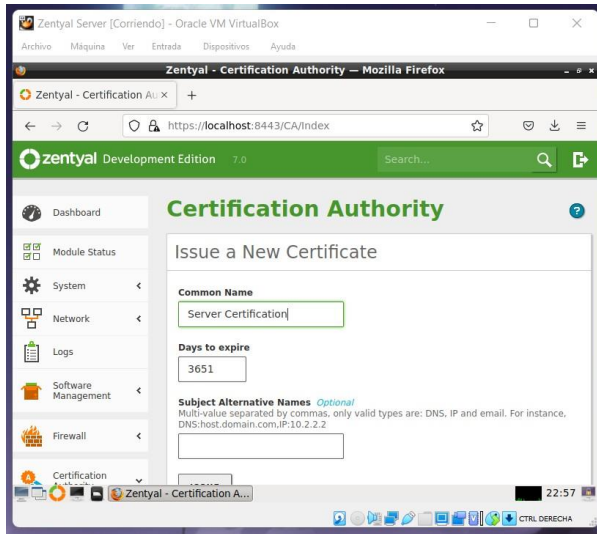 Zentyal Server [Corriendo] - Oracle VM VirtualBox
Archivo Máquina Ver Entrada Dispositivos Ayuda
Zentyal - Certification Authority — Mozilla Firefox
Zentyal - Certification Au
https://localhost:8443/CA/Index
zentyal Development Edition 7.0 Search...
Dashboard
Module Status
System
Network
Logs
Software
Management
Firewall
Certification
Certification Authority
Issue a New Certificate
Common Name
Server Certification
Days to expire
3651
Subject Alternative Names Optional
Multi-value separated by commas, only valid types are: DNS, IP and email. For instance,
DNS:host.domain.com,IP:10.2.2.2
Zentyal - Certification A...
22:57
CTRL DERECHA